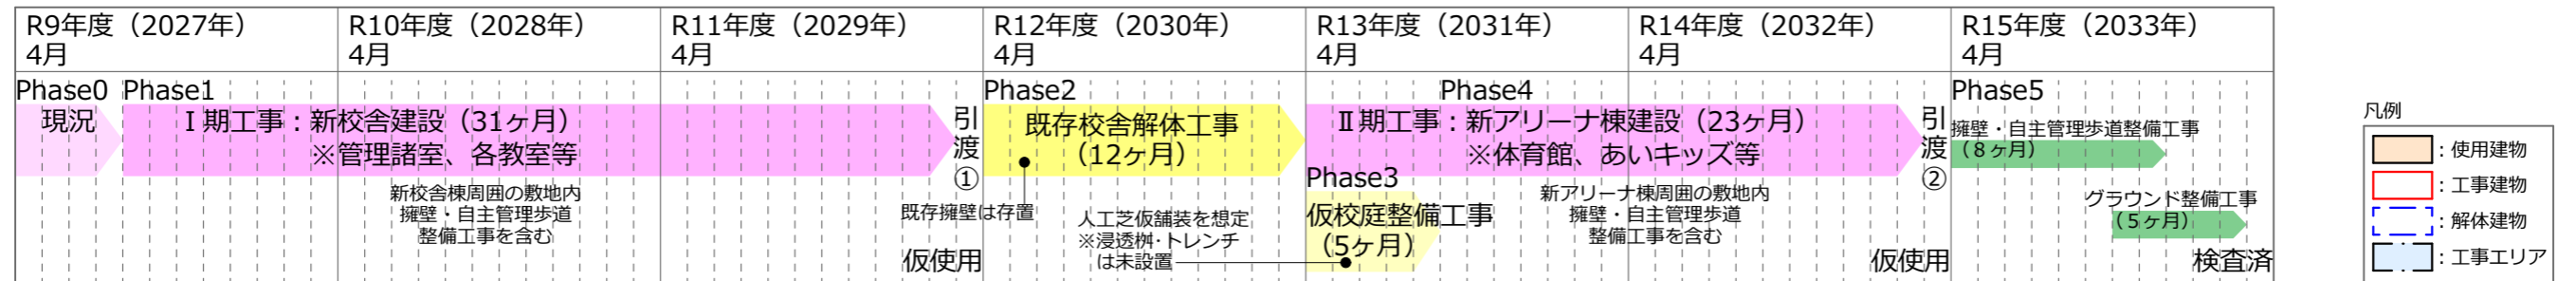 R9年度（2027年）
4月
R10年度（2028年）
4月
R11年度（2029年）
4月
R12年度（2030年）
4月
R13年度（2031年）
4月
R14年度（2032年）
4月
R15年度（2033年）
4月
Phase0
現況
Phase1
Ⅰ期工事：新校舎建設（31ヶ月）
※管理諸室、各教室等
新校舎棟周囲の敷地内
擁壁・自主管理歩道
整備工事を含む
引渡①
仮使用
Phase2
既存校舎解体工事
（12ヶ月）
既存擁壁は存置
人工芝仮舗装を想定
※浸透桝･トレンチ
は未設置
Phase3
仮校庭整備工事
（5ヶ月）
Phase4
Ⅱ期工事：新アリーナ棟建設（23ヶ月）
※体育館、あいキッズ等
新アリーナ棟周囲の敷地内
擁壁・自主管理歩道
整備工事を含む
引渡②
仮使用
Phase5
擁壁・自主管理歩道整備工事
（８ヶ月）
グラウンド整備工事
（５ヶ月）
検査済
凡例
：使用建物
：工事建物
：解体建物
：工事エリア